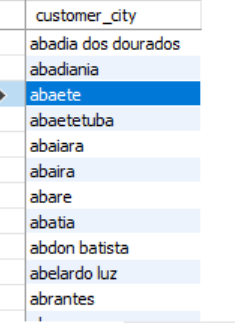 customer_city
abadia dos dourados
abadiania
abaete
abaetetuba
abaiara
abaira
abare
abatia
abdon batista
abelardo luz
abrantes